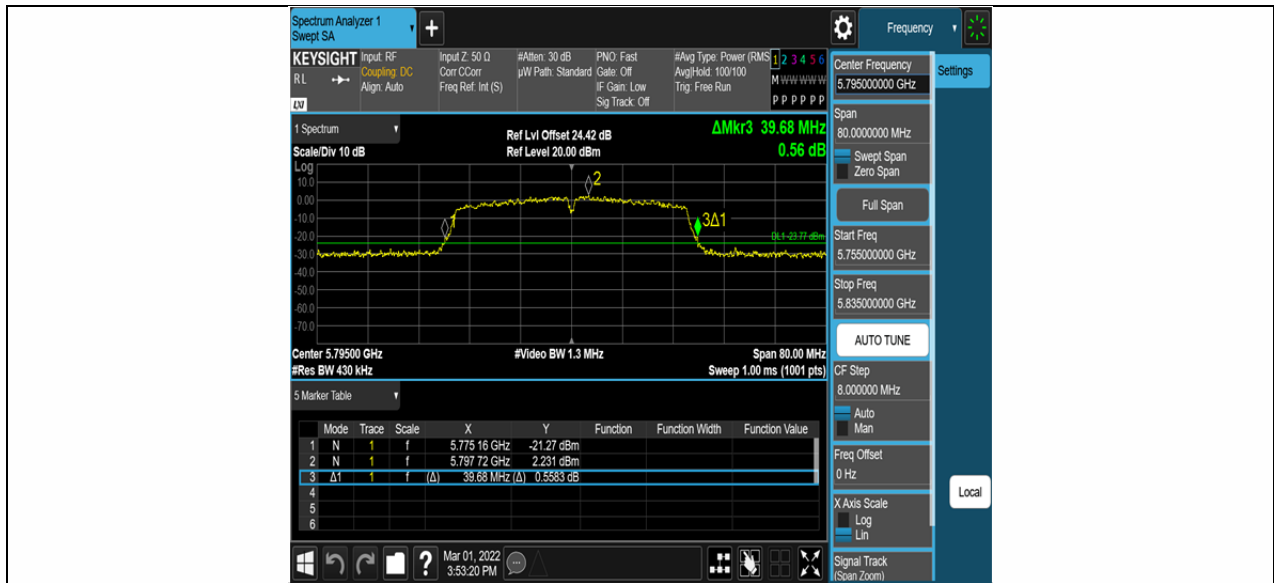 Spectrum Analyzer 1
Swept SA
+
Frequency
KEYSIGHT
RL
LXI
Input: RF
Coupling: DC
Align: Auto
Input Z: 50 Ω
Corr CCorr
Freq Ref: Int (S)
#Atten: 30 dB
µW Path: Standard
PNO: Fast
Gate: Off
IF Gain: Low
Sig Track: Off
#Avg Type: Power (RMS
Avg|Hold: 100/100
Trig: Free Run
1 2 3 4 5 6
M W W W W W
P P P P P P
1 Spectrum
Scale/Div 10 dB
Ref Lvl Offset 24.42 dB
Ref Level 20.00 dBm
ΔMkr3 39.68 MHz
0.56 dB
Log
10.0
0.00
-10.0
-20.0
-30.0
-40.0
-50.0
-60.0
-70.0
1
2
3Δ1
DL1 -23.77 dBm
Center 5.79500 GHz
#Video BW 1.3 MHz
Span 80.00 MHz
#Res BW 430 kHz
Sweep 1.00 ms (1001 pts)
5 Marker Table
Mode Trace Scale X Y Function Function Width Function Value
1 N 1 f 5.775 16 GHz -21.27 dBm
2 N 1 f 5.797 72 GHz 2.231 dBm
3 Δ1 1 f (Δ) 39.68 MHz (Δ) 0.5583 dB
4
5
6
?
Mar 01, 2022
3:53:20 PM
Center Frequency
5.795000000 GHz
Settings
Span
80.0000000 MHz
Swept Span
Zero Span
Full Span
Start Freq
5.755000000 GHz
Stop Freq
5.835000000 GHz
AUTO TUNE
CF Step
8.000000 MHz
Auto
Man
Freq Offset
0 Hz
Local
X Axis Scale
Log
Lin
Signal Track
(Span Zoom)